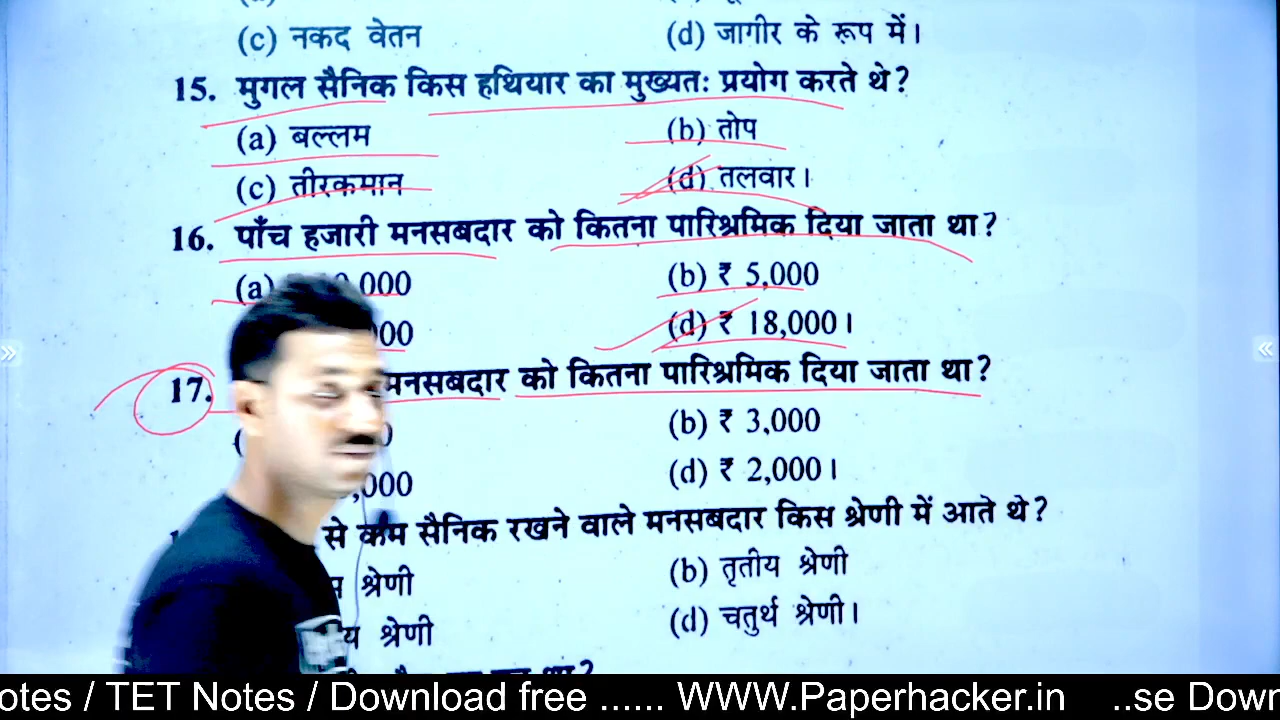 (c) नकद वेतन (d) जागीर के रूप में।
15. मुगल सैनिक किस हथियार का मुख्यतः प्रयोग करते थे?
(a) बल्लम (b) तोप
(c) तीरकमान (d) तलवार।
16. पाँच हजारी मनसबदार को कितना पारिश्रमिक दिया जाता था?
(a) (b) ₹ 5,000
(d) ₹ 18,000।
17. मनसबदार को कितना पारिश्रमिक दिया जाता था?
(b) ₹ 3,000
(d) ₹ 2,000।
से कम सैनिक रखने वाले मनसबदार किस श्रेणी में आते थे?
श्रेणी (b) तृतीय श्रेणी
श्रेणी (d) चतुर्थ श्रेणी।
otes / TET Notes / Download free ...... WWW.Paperhacker.in ..se Down